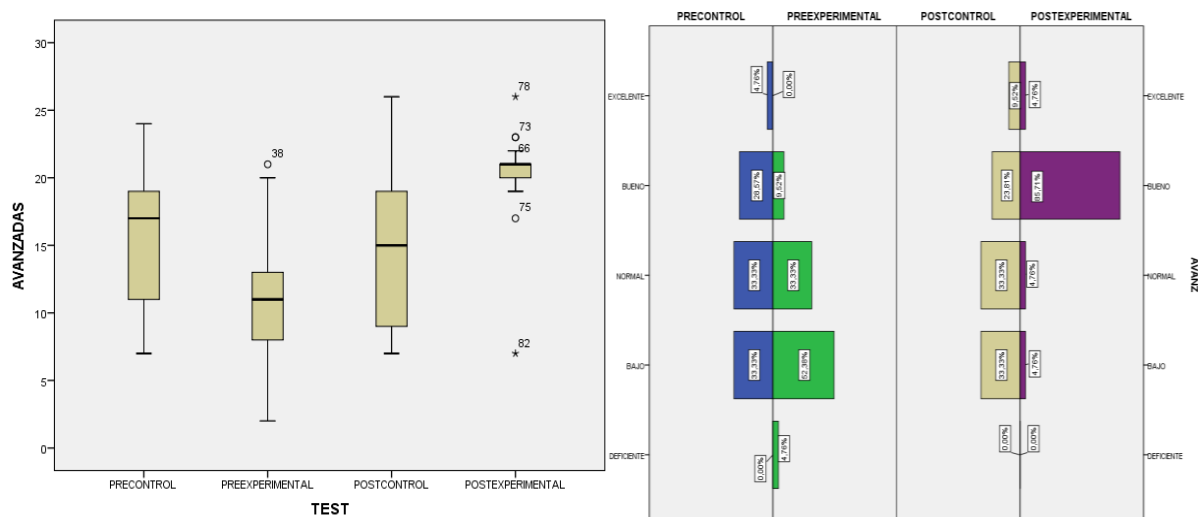 30
25
20
15
10
5
0
AVANZADAS
38
78
73
66
75
82
PRECONTROL PREEXPERIMENTAL POSTCONTROL POSTEXPERIMENTAL
TEST
PRECONTROL PREEXPERIMENTAL POSTCONTROL POSTEXPERIMENTAL
EXCELENTE 4,76% 0,00% 9,52% 4,76% EXCELENTE
BUENO 28,57% 9,52% 23,81% 85,71% BUENO
NORMAL 33,33% 33,33% 33,33% 4,76% NORMAL
BAJO 33,33% 52,38% 33,33% 4,76% BAJO
DEFICIENTE 0,00% 4,76% 0,00% 0,00% DEFICIENTE
AVANZ